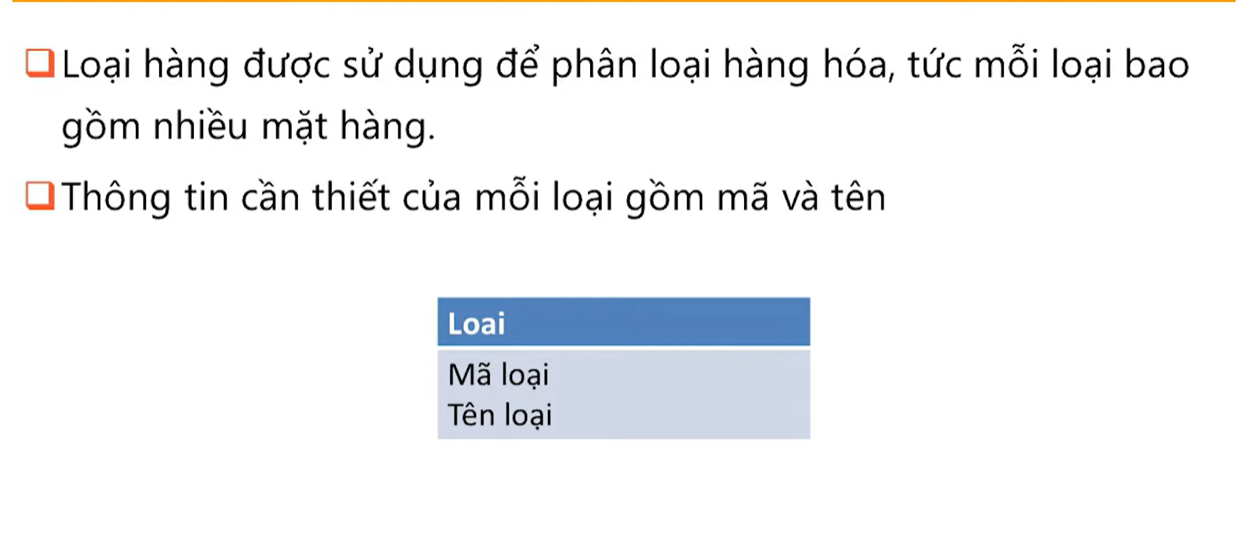 Loại hàng được sử dụng để phân loại hàng hóa, tức mỗi loại bao
gồm nhiều mặt hàng.
Thông tin cần thiết của mỗi loại gồm mã và tên
Loai
Mã loại
Tên loại